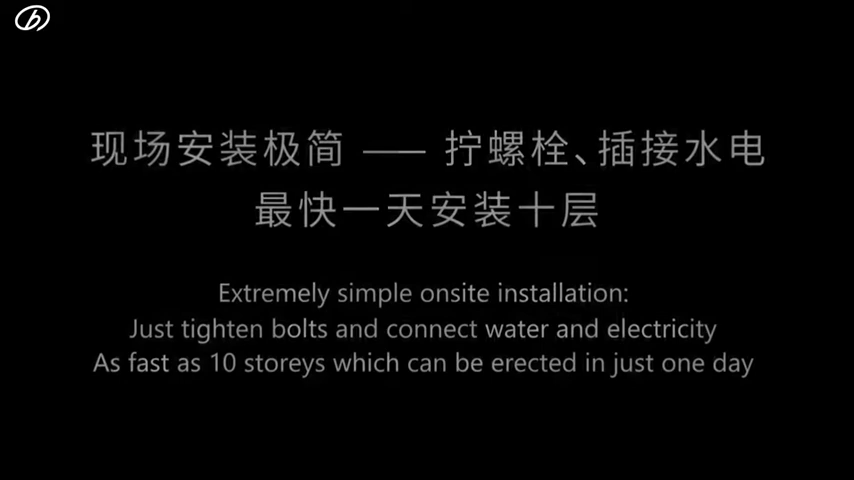 现场安装极简 —— 拧螺栓、插接水电
最快一天安装十层
Extremely simple onsite installation:
Just tighten bolts and connect water and electricity
As fast as 10 storeys which can be erected in just one day